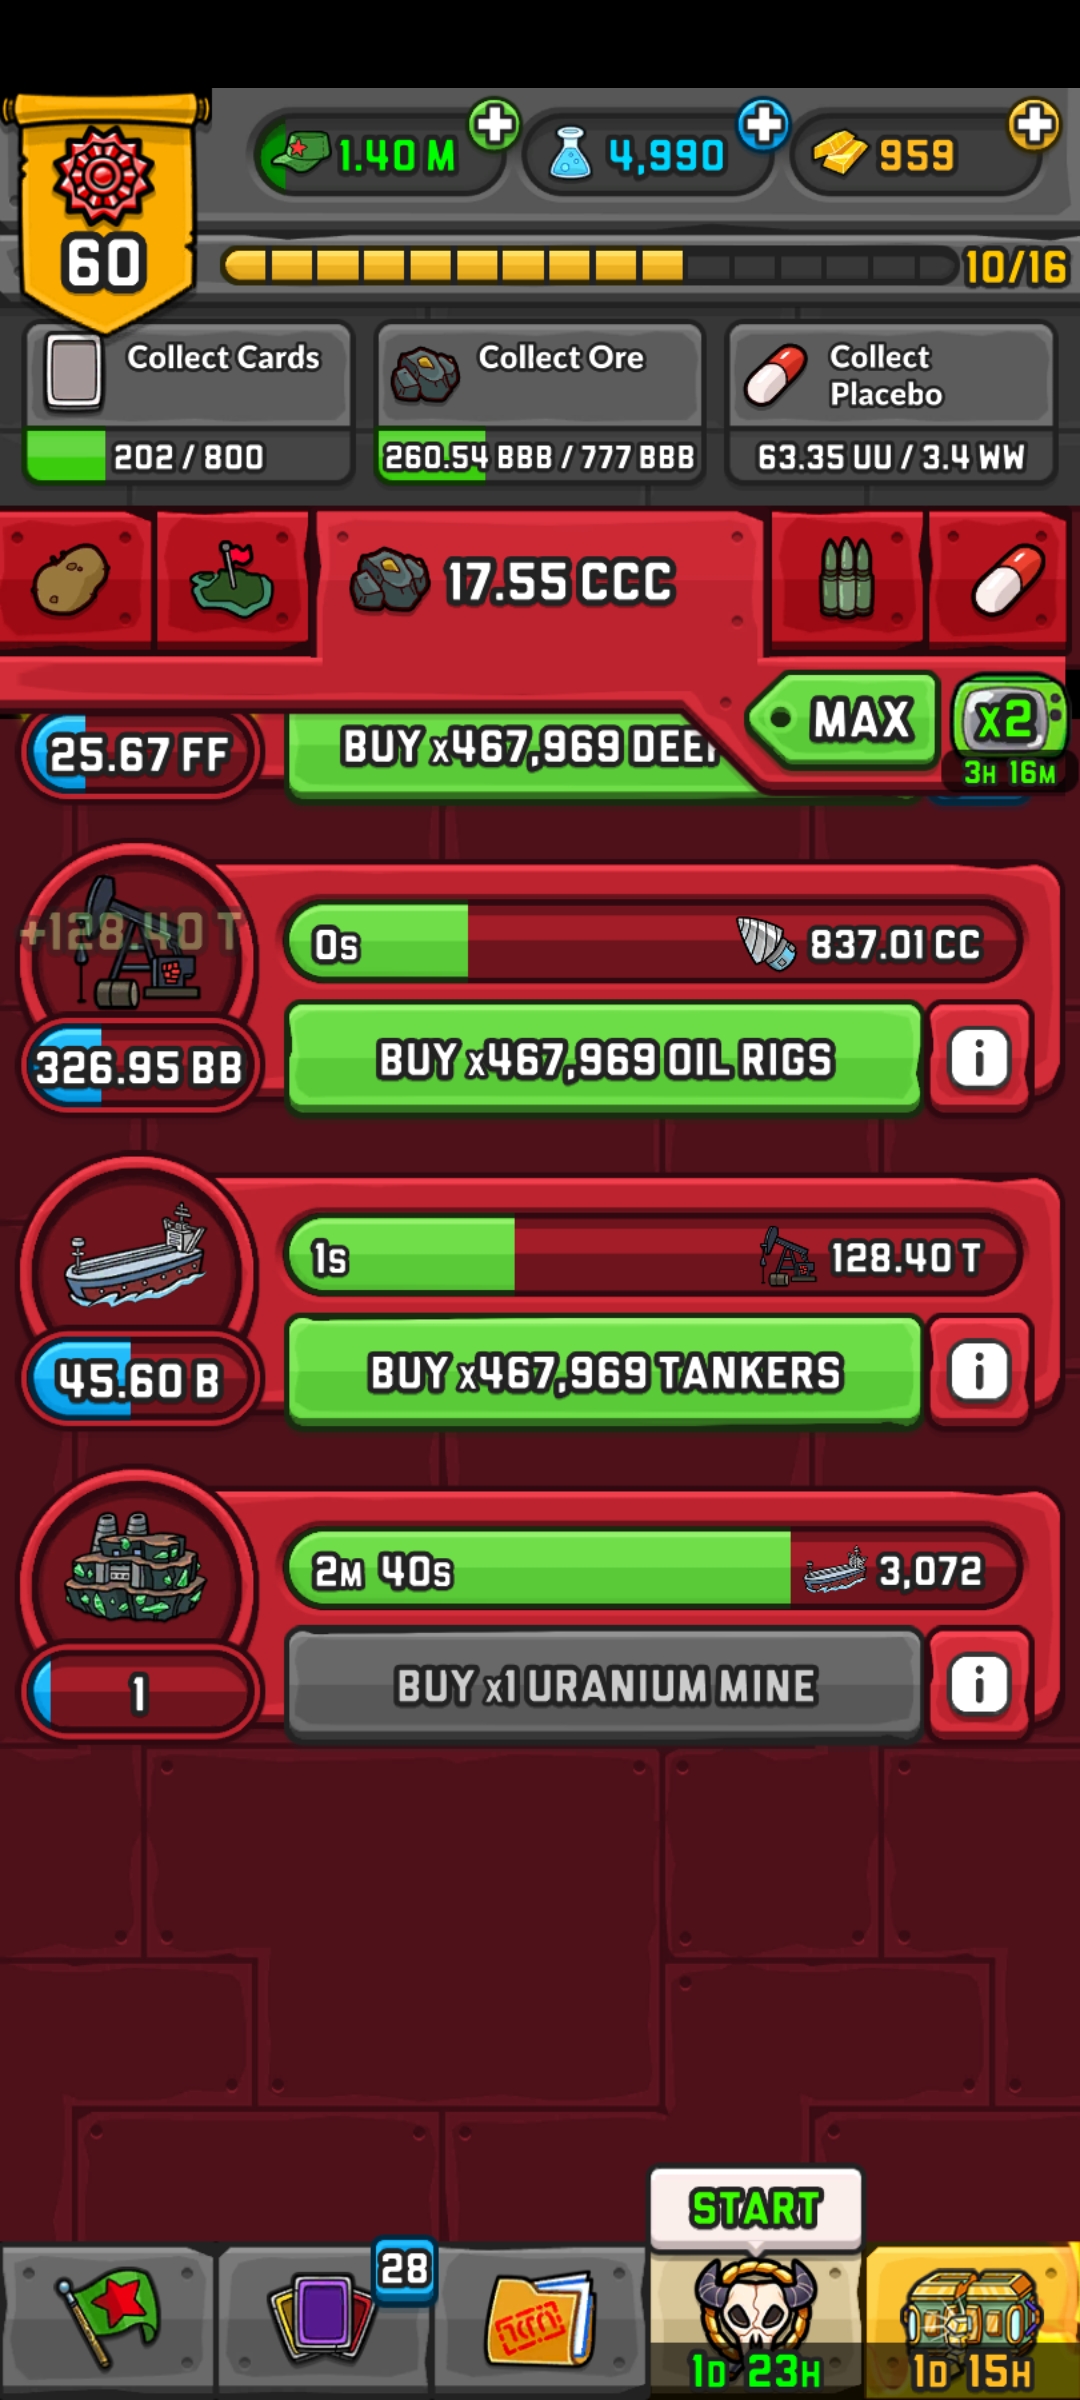 1.40 M
4,990
959
60
10/16
Collect Cards
202 / 800
Collect Ore
260.54 BBB / 777 BBB
Collect
Placebo
63.35 UU / 3.4 WW
17.55 CCC
MAX
x2
3H 16M
25.67 FF
BUY x467,969
+128.40 T
0s
837.01 CC
326.95 BB
BUY x467,969 OIL RIGS
i
1s
128.40 T
45.60 B
BUY x467,969 TANKERS
i
2M 40s
3,072
1
BUY x1 URANIUM MINE
i
START
28
1D 23H
1D 15H